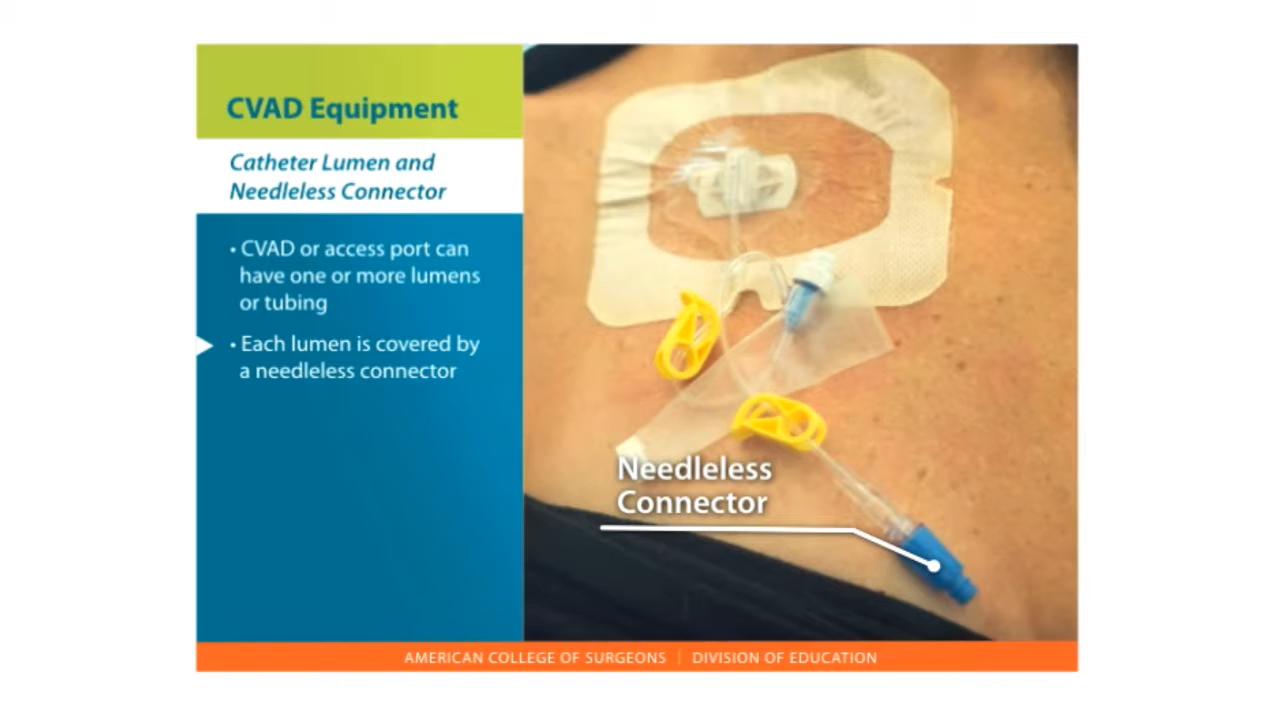 CVAD Equipment
Catheter Lumen and
Needleless Connector
• CVAD or access port can
have one or more lumens
or tubing
• Each lumen is covered by
a needleless connector
Needleless
Connector
AMERICAN COLLEGE OF SURGEONS | DIVISION OF EDUCATION